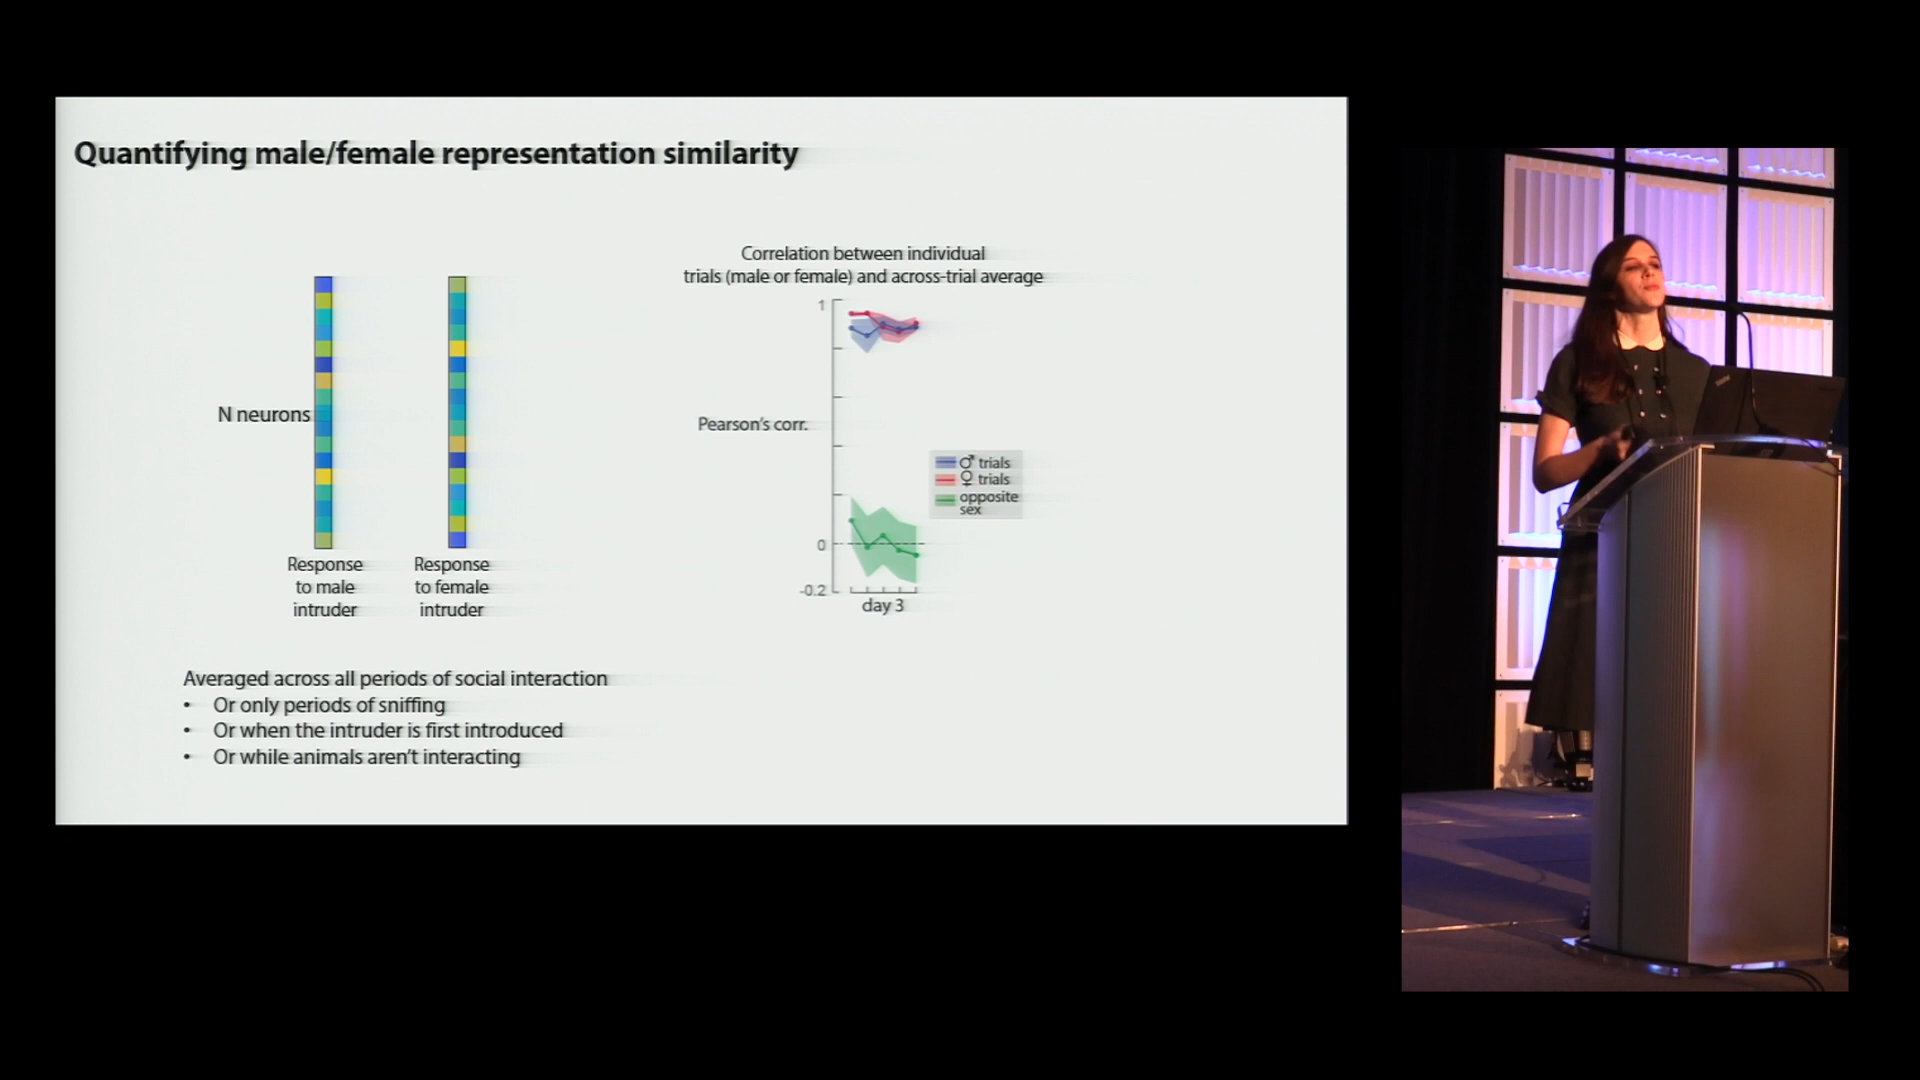 Quantifying male/female representation similarity
N neurons
Response
to male
intruder
Response
to female
intruder
Averaged across all periods of social interaction
• Or only periods of sniffing
• Or when the intruder is first introduced
• Or while animals aren't interacting
Correlation between individual
trials (male or female) and across-trial average
1
Pearson's corr.
0
-0.2
day 3
♂ trials
♀ trials
opposite
sex